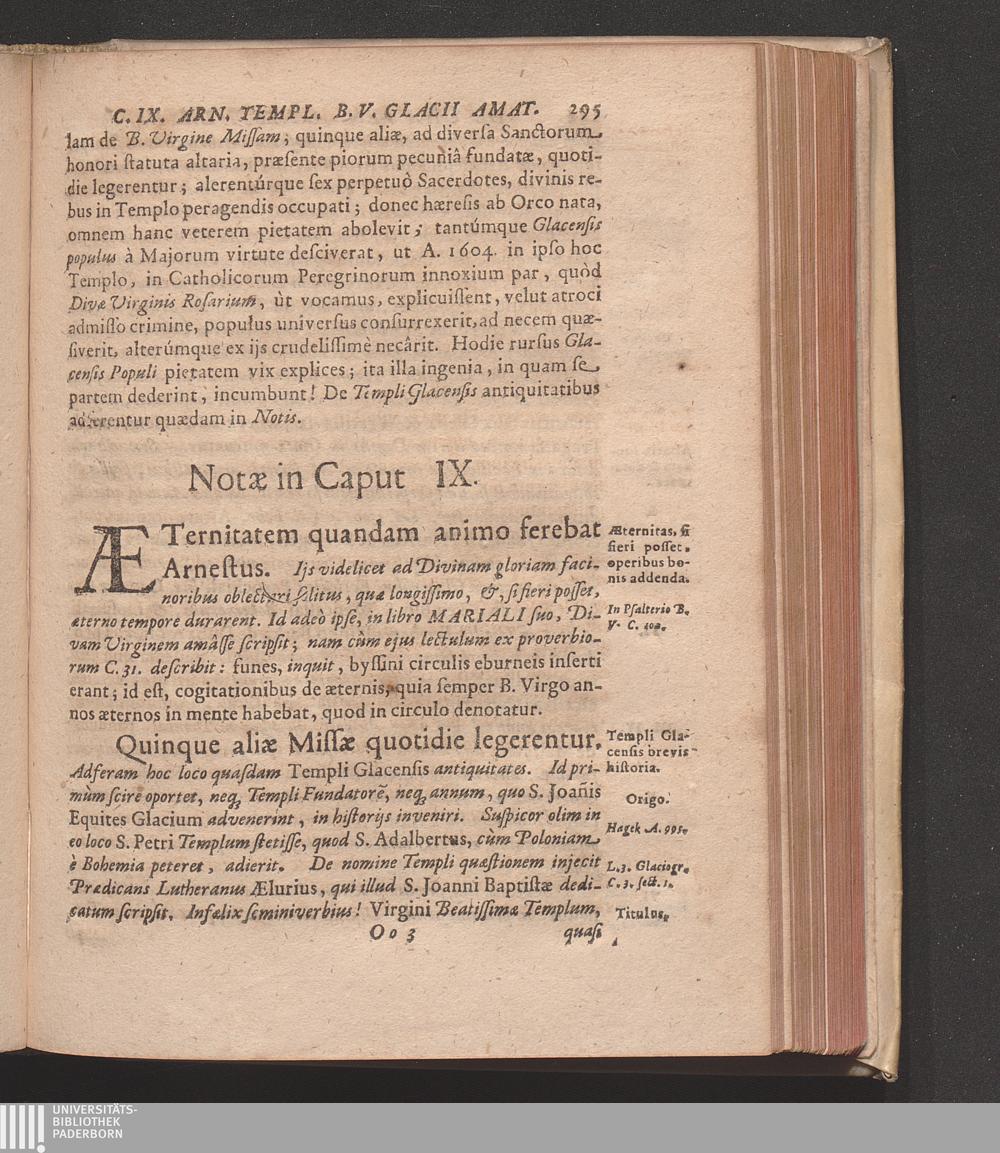 C. IX. ARN. TEMPL. B. V. GLACII AMAT. 295
lam de B. Virgine Miſſam; quinque aliæ, ad diverſa Sanctorum
honori ſtatuta altaria, præſente piorum pecuniâ fundatæ, quoti-
die legerentur; alerentúrque ſex perpetuò Sacerdotes, divinis re-
bus in Templo peragendis occupati; donec hæreſis ab Orco nata,
omnem hanc veterem pietatem abolevit; tantúmque Glacenſis
populus à Majorum virtute deſciverat, ut A. 1604. in ipſo hoc
Templo, in Catholicorum Peregrinorum innoxium par, quòd
Divæ Virginis Roſarium, ùt vocamus, explicuiſſent, velut atroci
admiſſo crimine, populus univerſus conſurrexerit, ad necem quæ-
ſiverit, alterúmque ex ijs crudeliſſimè necârit. Hodie rurſus Gla-
cenſis Populi pietatem vix explices; ita illa ingenia, in quam ſe
partem dederint, incumbunt! De Templi Glacenſis antiquitatibus
adferentur quædam in Notis.
Notæ in Caput IX.
ÆTernitatem quandam animo ferebat
Arneſtus. Ijs videlicet ad Divinam gloriam faci-
noribus oblectari ſolitus, quæ longiſſimo, &, ſi fieri poſſet,
æterno tempore durarent. Id adeò ipſe, in libro MARIALI ſuo, Di-
vam Virginem amâſſe ſcripſit; nam cùm ejus lectulum ex proverbio-
rum C. 31. deſcribit: funes, inquit, byſſini circulis eburneis inſerti
erant; id eſt, cogitationibus de æternis, quia ſemper B. Virgo an-
nos æternos in mente habebat, quod in circulo denotatur.
Æternitas, ſi
fieri poſſet,
operibus bo-
nis addenda.
In Pſalterio B.
V. C. 102.
Quinque aliæ Miſſæ quotidie legerentur.
Adferam hoc loco quaſdam Templi Glacenſis antiquitates. Id pri-
mùm ſcire oportet, neq́; Templi Fundatorẽ, neq́; annum, quo S. Joañis
Equites Glacium advenerint, in hiſtorijs inveniri. Suſpicor olim in
eo loco S. Petri Templum ſtetiſſe, quod S. Adalbertus, cùm Poloniam
è Bohemia peteret, adierit. De nomine Templi quæſtionem injecit
Prædicans Lutheranus Ælurius, qui illud S. Joanni Baptiſtæ dedi-
catum ſcripſit. Infælix ſeminiverbius! Virgini Beatiſſimæ Templum,
Templi Gla-
cenſis brevis
hiſtoria.
Origo.
Hagek A. 995.
L. 3. Glaciogr.
C. 3. ſect. 1.
Titulus.
Oo 3 quaſi
UNIVERSITÄTS-
BIBLIOTHEK
PADERBORN